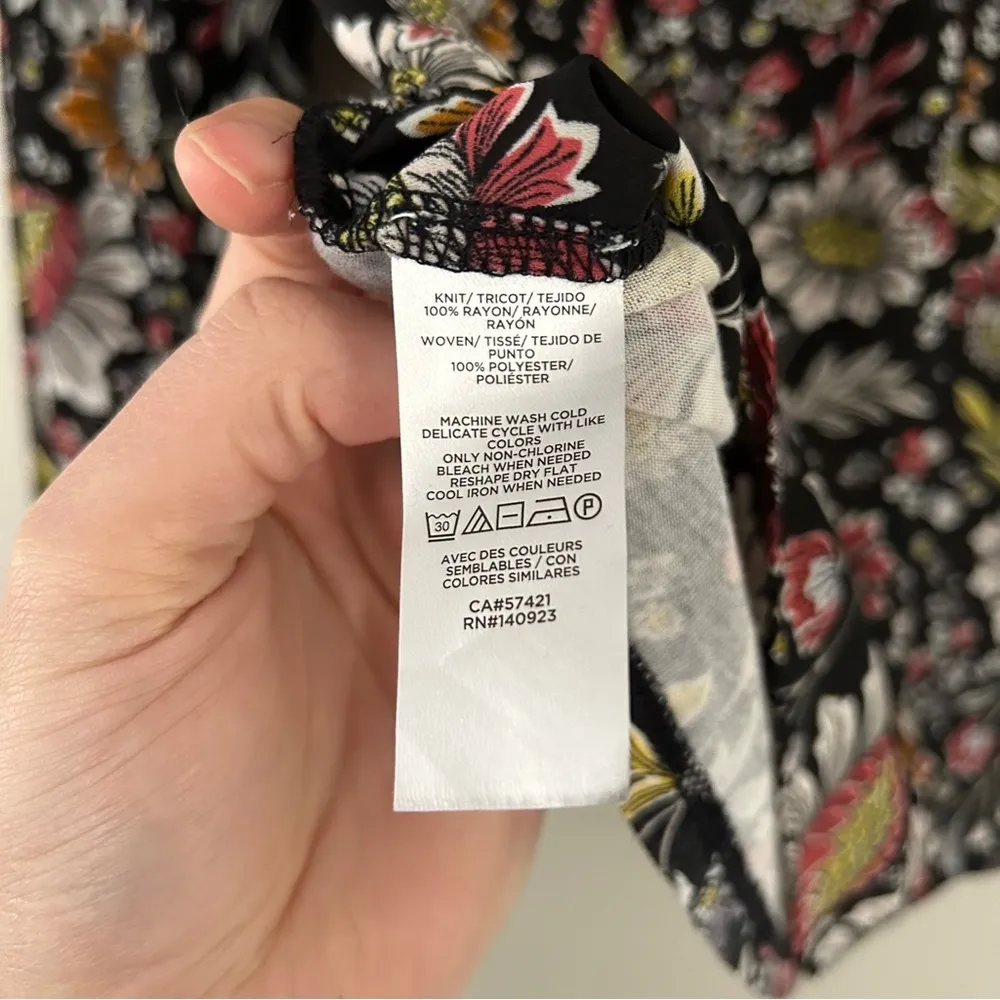 KNIT/ TRICOT/ TEJIDO
100% RAYON/ RAYONNE/
RAYÓN
WOVEN/ TISSÉ/ TEJIDO DE
PUNTO
100% POLYESTER/
POLIÉSTER
MACHINE WASH COLD
DELICATE CYCLE WITH LIKE
COLORS
ONLY NON-CHLORINE
BLEACH WHEN NEEDED
RESHAPE DRY FLAT
COOL IRON WHEN NEEDED
30 P
AVEC DES COULEURS
SEMBLABLES / CON
COLORES SIMILARES
CA#57421
RN#140923